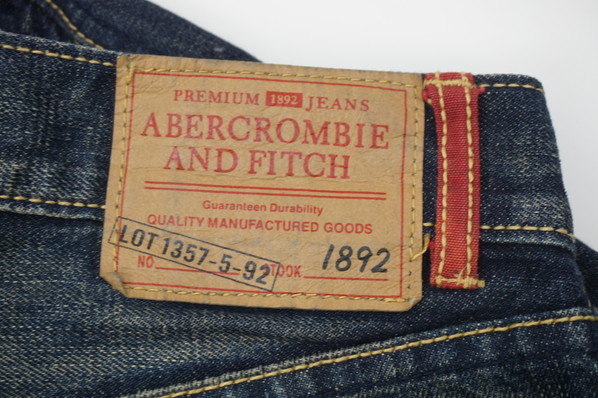 PREMIUM 1892 JEANS
ABERCROMBIE
AND FITCH
Guaranteen Durability
QUALITY MANUFACTURED GOODS
LOT 1357-5-92
NO. TOOK 1892